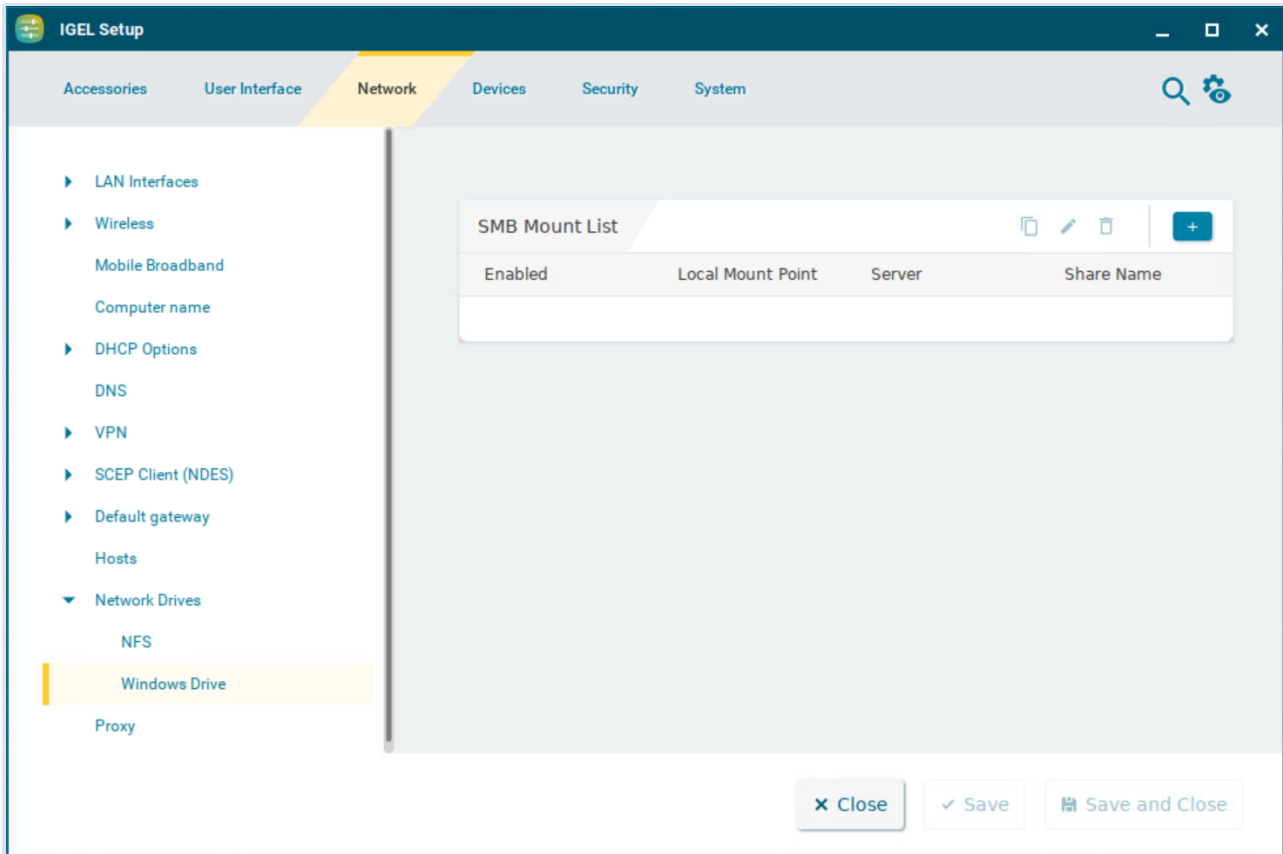 IGEL Setup
Accessories User Interface Network Devices Security System
LAN Interfaces
Wireless
Mobile Broadband
Computer name
DHCP Options
DNS
VPN
SCEP Client (NDES)
Default gateway
Hosts
Network Drives
NFS
Windows Drive
Proxy
SMB Mount List
Enabled Local Mount Point Server Share Name
Close Save Save and Close